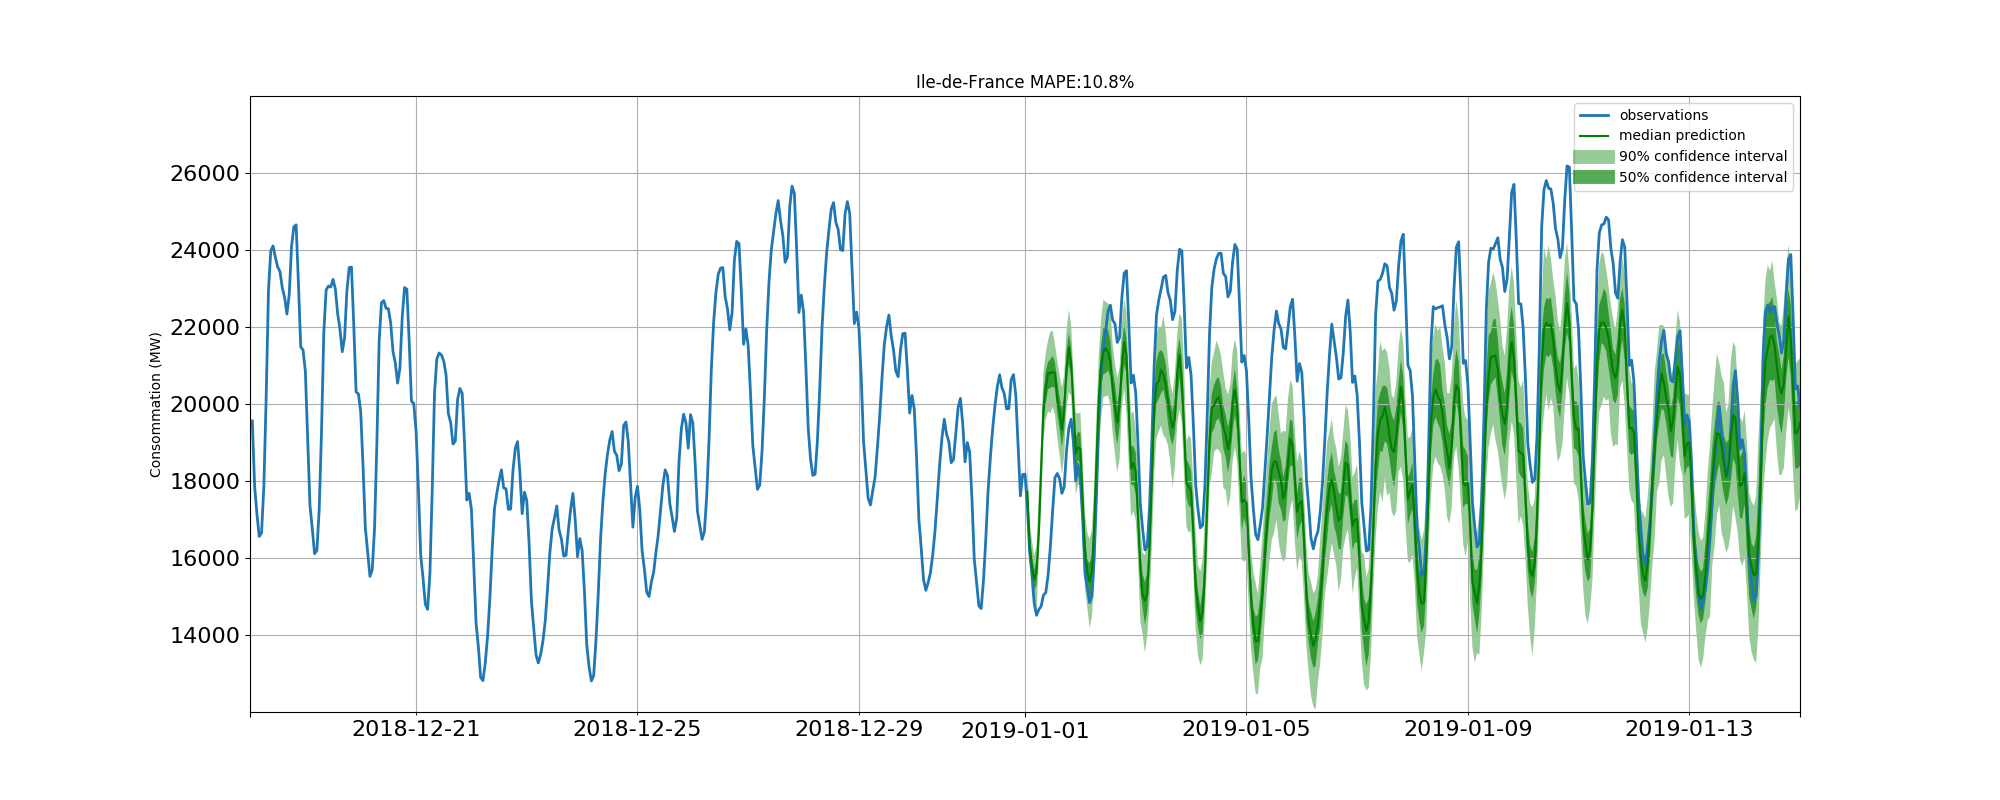 Ile-de-France MAPE:10.8%
observations
median prediction
90% confidence interval
50% confidence interval
Consommation (MW)
26000
24000
22000
20000
18000
16000
14000
2018-12-21 2018-12-25 2018-12-29 2019-01-01 2019-01-05 2019-01-09 2019-01-13